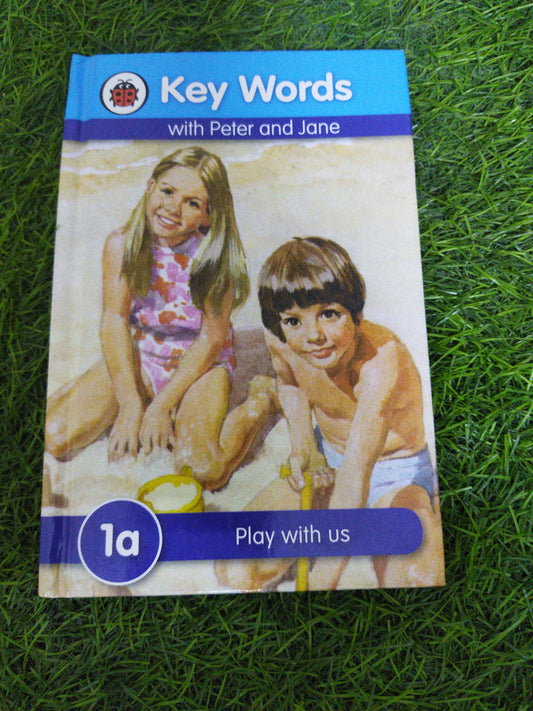 Key Words
with Peter and Jane
1a
Play with us